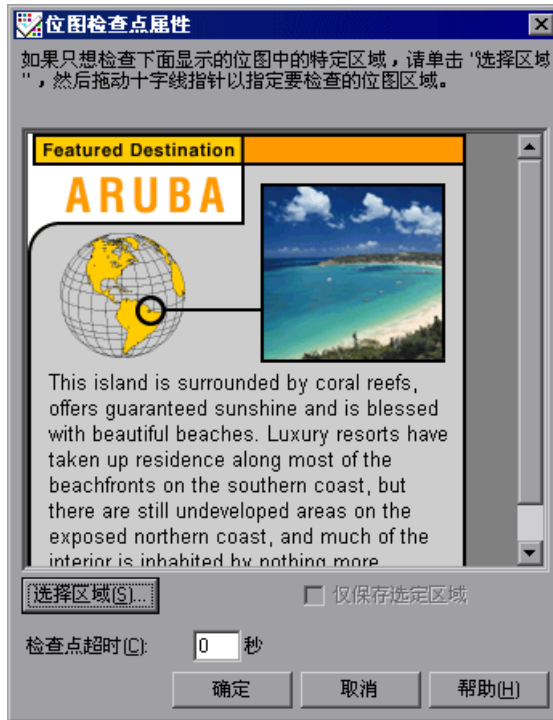 位图检查点属性
如果只想检查下面显示的位图中的特定区域，请单击 "选择区域
"，然后拖动十字线指针以指定要检查的位图区域。
Featured Destination
ARUBA
This island is surrounded by coral reefs,
offers guaranteed sunshine and is blessed
with beautiful beaches. Luxury resorts have
taken up residence along most of the
beachfronts on the southern coast, but
there are still undeveloped areas on the
exposed northern coast, and much of the
interior is inhabited by nothing more
选择区域(S)...
仅保存选定区域
检查点超时(C): 0 秒
确定 取消 帮助(H)